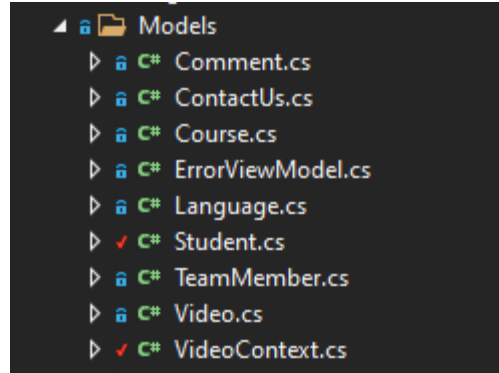 Models
C# Comment.cs
C# ContactUs.cs
C# Course.cs
C# ErrorViewModel.cs
C# Language.cs
C# Student.cs
C# TeamMember.cs
C# Video.cs
C# VideoContext.cs